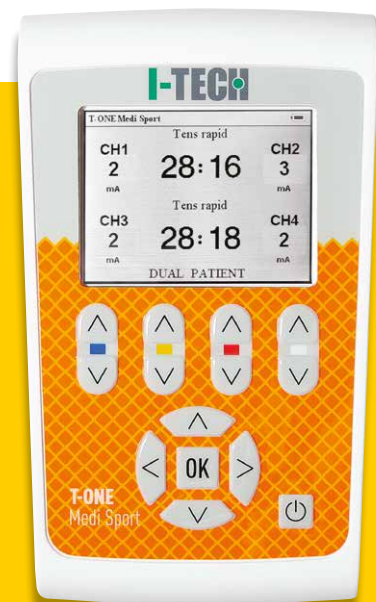 I-TECH
T-ONE Medi Sport
Tens rapid
CH1 28:16 CH2
2 3
mA mA
Tens rapid
CH3 28:18 CH4
2 2
mA mA
DUAL PATIENT
OK
T-ONE
Medi Sport